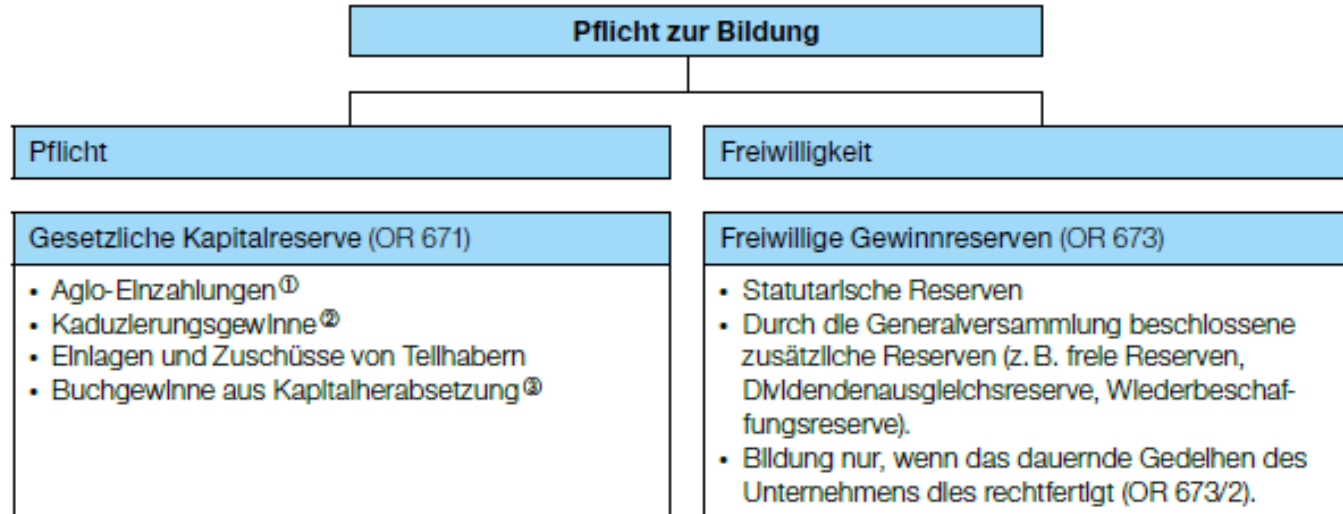 Pflicht zur Bildung
Pflicht
Freiwilligkeit
Gesetzliche Kapitalreserve (OR 671)
• Agio-Einzahlungen①
• Kaduzierungsgewinne②
• Einlagen und Zuschüsse von Teilhabern
• Buchgewinne aus Kapitalherabsetzung③
Freiwillige Gewinnreserven (OR 673)
• Statutarische Reserven
• Durch die Generalversammlung beschlossene
zusätzliche Reserven (z. B. freie Reserven,
Dividendenausgleichsreserve, Wiederbeschaf-
fungsreserve).
• Bildung nur, wenn das dauernde Gedeihen des
Unternehmens dies rechtfertigt (OR 673/2).